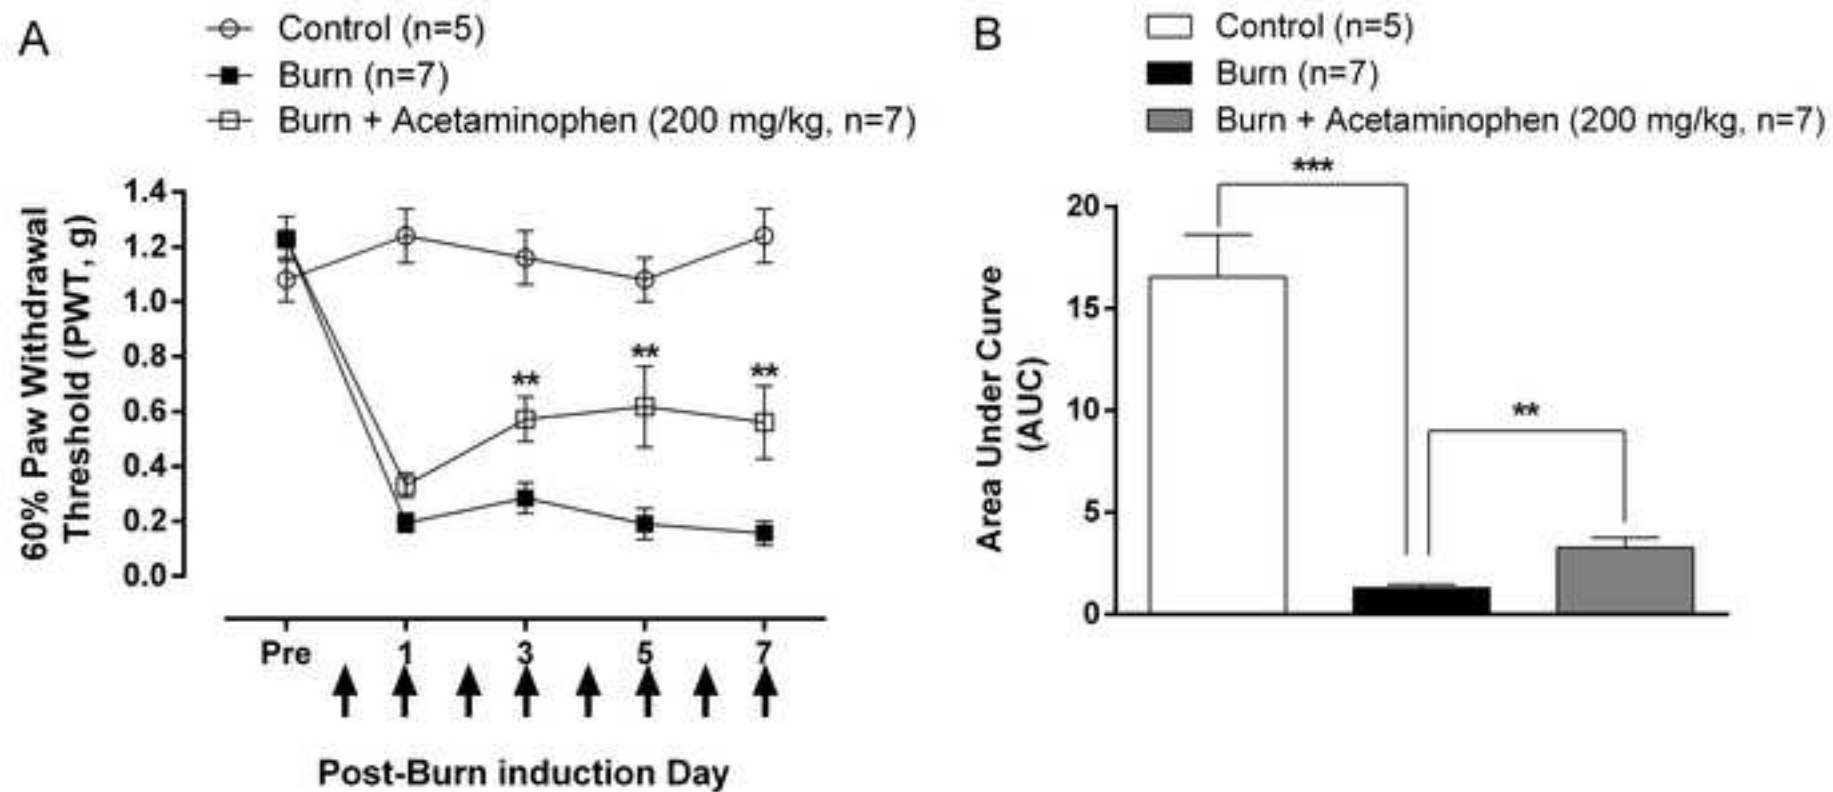 A
Control (n=5)
Burn (n=7)
Burn + Acetaminophen (200 mg/kg, n=7)
60% Paw Withdrawal
Threshold (PWT, g)
1.4
1.2
1.0
0.8
0.6
0.4
0.2
0.0
**
**
**
Pre
1
3
5
7
Post-Burn induction Day
B
Control (n=5)
Burn (n=7)
Burn + Acetaminophen (200 mg/kg, n=7)
Area Under Curve
(AUC)
20
15
10
5
0
***
**